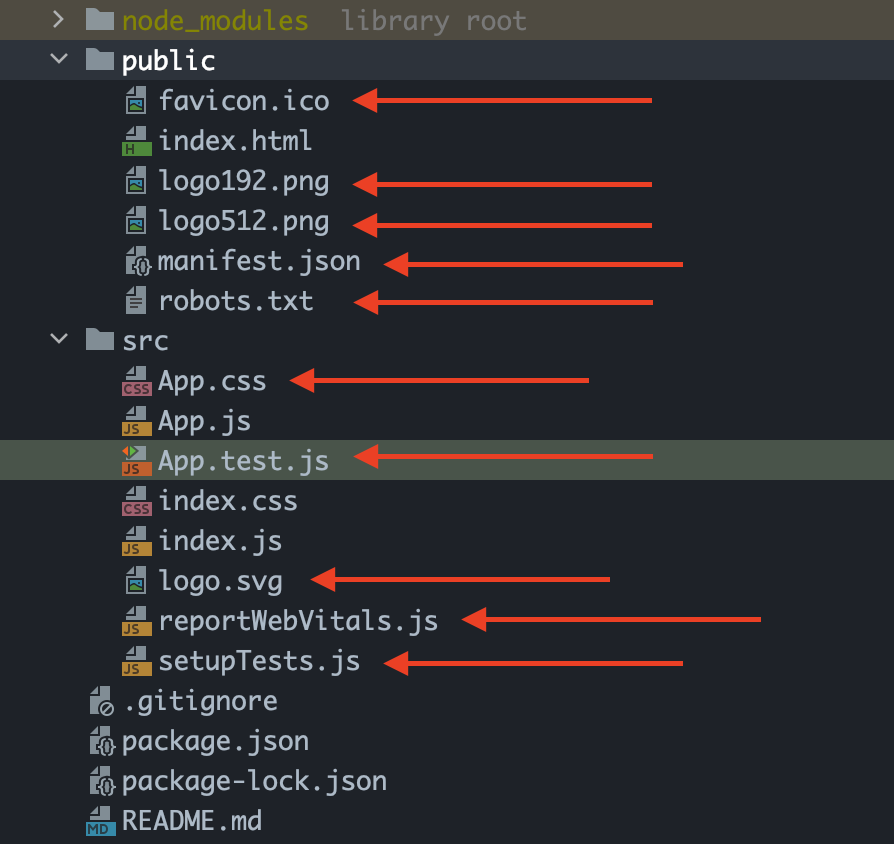 node_modules library root
public
favicon.ico
H index.html
logo192.png
logo512.png
manifest.json
robots.txt
src
CSS App.css
JS App.js
JS App.test.js
CSS index.css
JS index.js
logo.svg
JS reportWebVitals.js
JS setupTests.js
.gitignore
package.json
package-lock.json
MD README.md